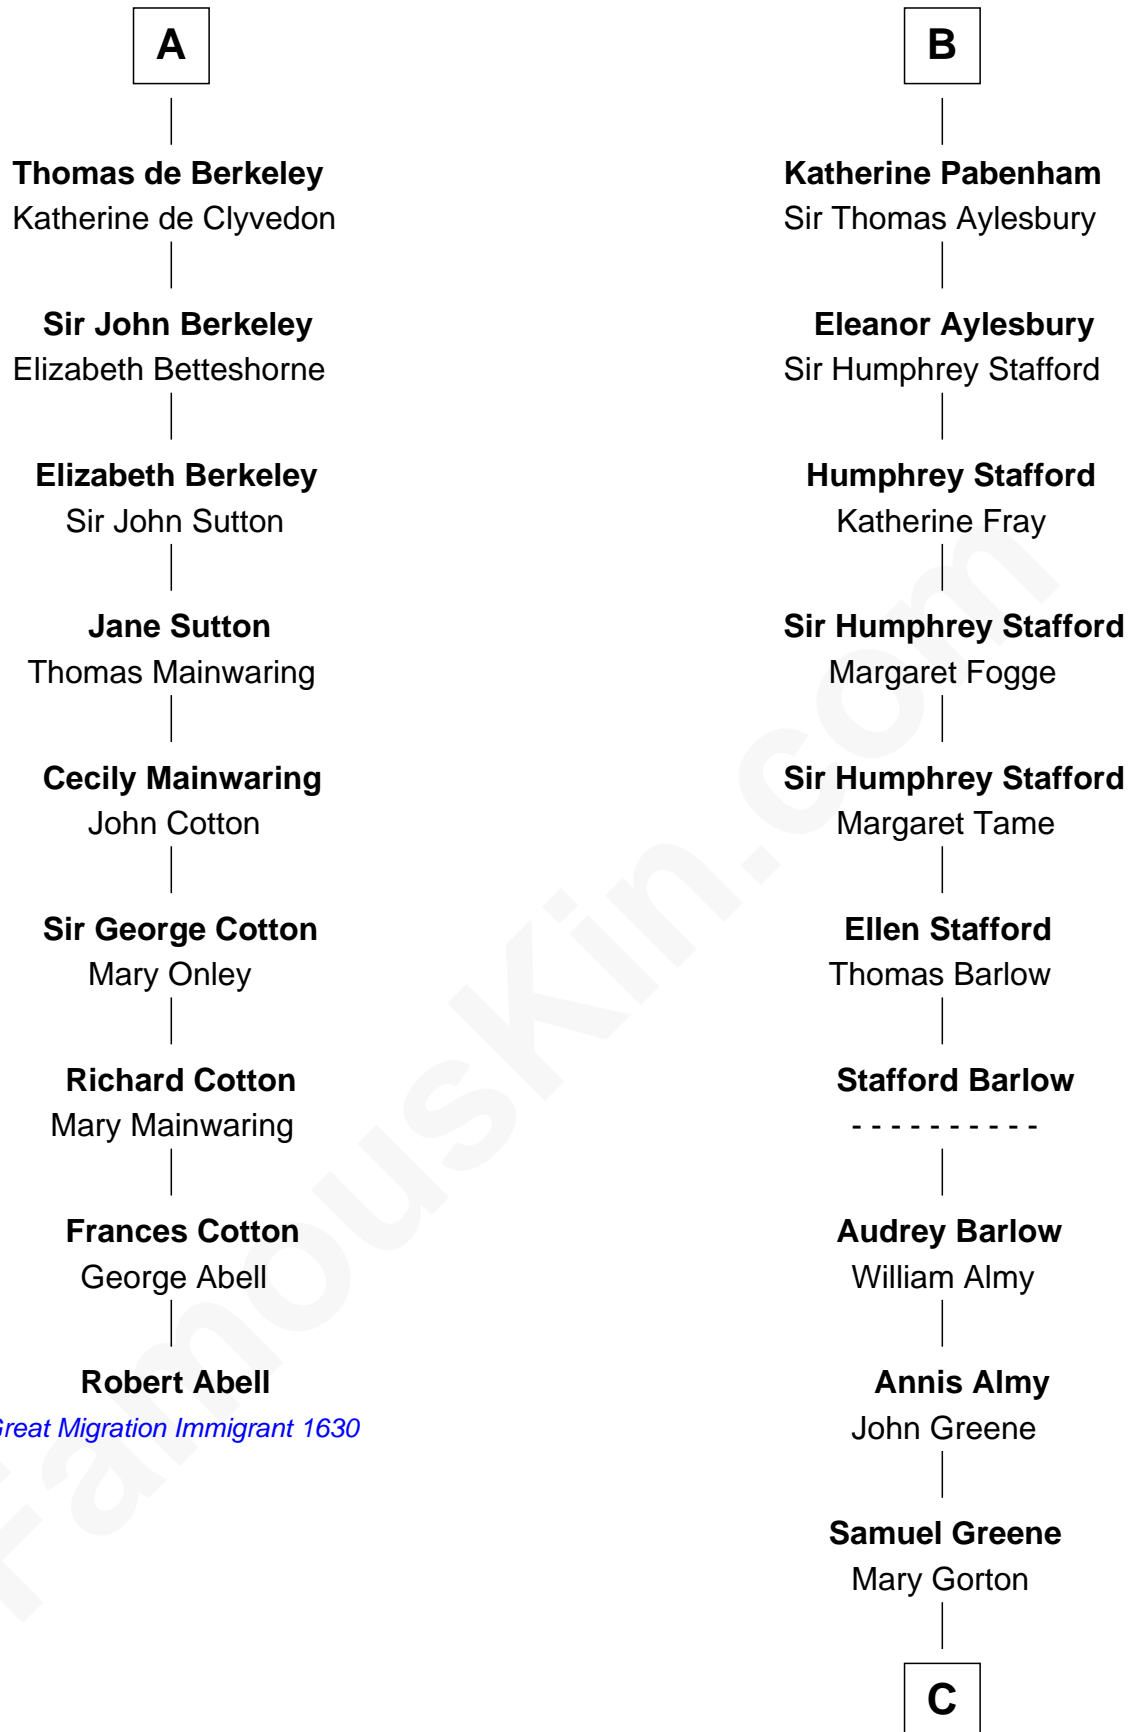 A
Thomas de Berkeley
Katherine de Clyvedon
Sir John Berkeley
Elizabeth Betteshorne
Elizabeth Berkeley
Sir John Sutton
Jane Sutton
Thomas Mainwaring
Cecily Mainwaring
John Cotton
Sir George Cotton
Mary Onley
Richard Cotton
Mary Mainwaring
Frances Cotton
George Abell
Robert Abell
Great Migration Immigrant 1630
B
Katherine Pabenham
Sir Thomas Aylesbury
Eleanor Aylesbury
Sir Humphrey Stafford
Humphrey Stafford
Katherine Fray
Sir Humphrey Stafford
Margaret Fogge
Sir Humphrey Stafford
Margaret Tame
Ellen Stafford
Thomas Barlow
Stafford Barlow
- - - - - - - - - -
Audrey Barlow
William Almy
Annis Almy
John Greene
Samuel Greene
Mary Gorton
C
FamousKin.com